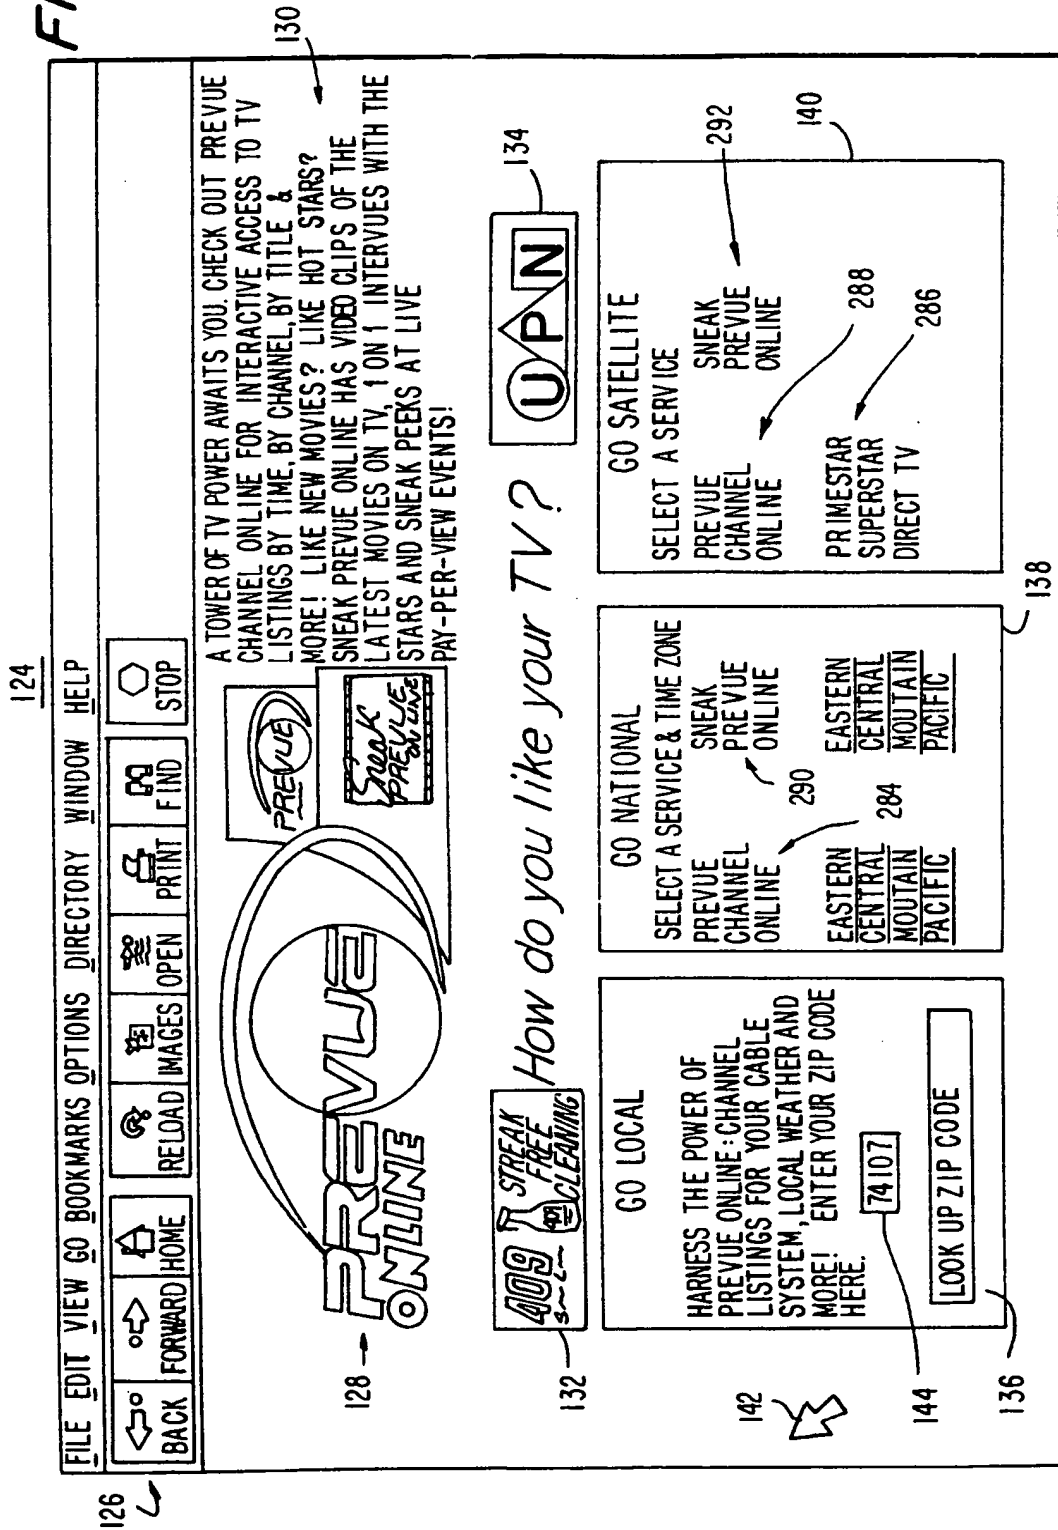 124
126
FILE EDIT VIEW GO BOOKMARKS OPTIONS DIRECTORY WINDOW HELP
BACK FORWARD HOME RELOAD IMAGES OPEN PRINT FIND STOP
128
PREVUE
ONLINE
PREVUE
Sneak
PREVUE
ON LINE
A TOWER OF TV POWER AWAITS YOU. CHECK OUT PREVUE
CHANNEL ONLINE FOR INTERACTIVE ACCESS TO TV
LISTINGS BY TIME, BY CHANNEL, BY TITLE &
MORE! LIKE NEW MOVIES? LIKE HOT STARS?
SNEAK PREVUE ONLINE HAS VIDEO CLIPS OF THE
LATEST MOVIES ON TV, 1 ON 1 INTERVUES WITH THE
STARS AND SNEAK PEEKS AT LIVE
PAY-PER-VIEW EVENTS!
130
132
409
STREAK
FREE
CLEANING
409
How do you like your TV?
UPN
134
GO LOCAL
HARNESS THE POWER OF
PREVUE ONLINE: CHANNEL
LISTINGS FOR YOUR CABLE
SYSTEM, LOCAL WEATHER AND
MORE! ENTER YOUR ZIP CODE
HERE.
74107
LOOK UP ZIP CODE
142
144
136
GO NATIONAL
SELECT A SERVICE & TIME ZONE
PREVUE
CHANNEL
ONLINE
SNEAK
PREVUE
ONLINE
290
284
EASTERN
CENTRAL
MOUTAIN
PACIFIC
EASTERN
CENTRAL
MOUTAIN
PACIFIC
138
GO SATELLITE
SELECT A SERVICE
PREVUE
CHANNEL
ONLINE
SNEAK
PREVUE
ONLINE
PRIMESTAR
SUPERSTAR
DIRECT TV
292
288
286
140